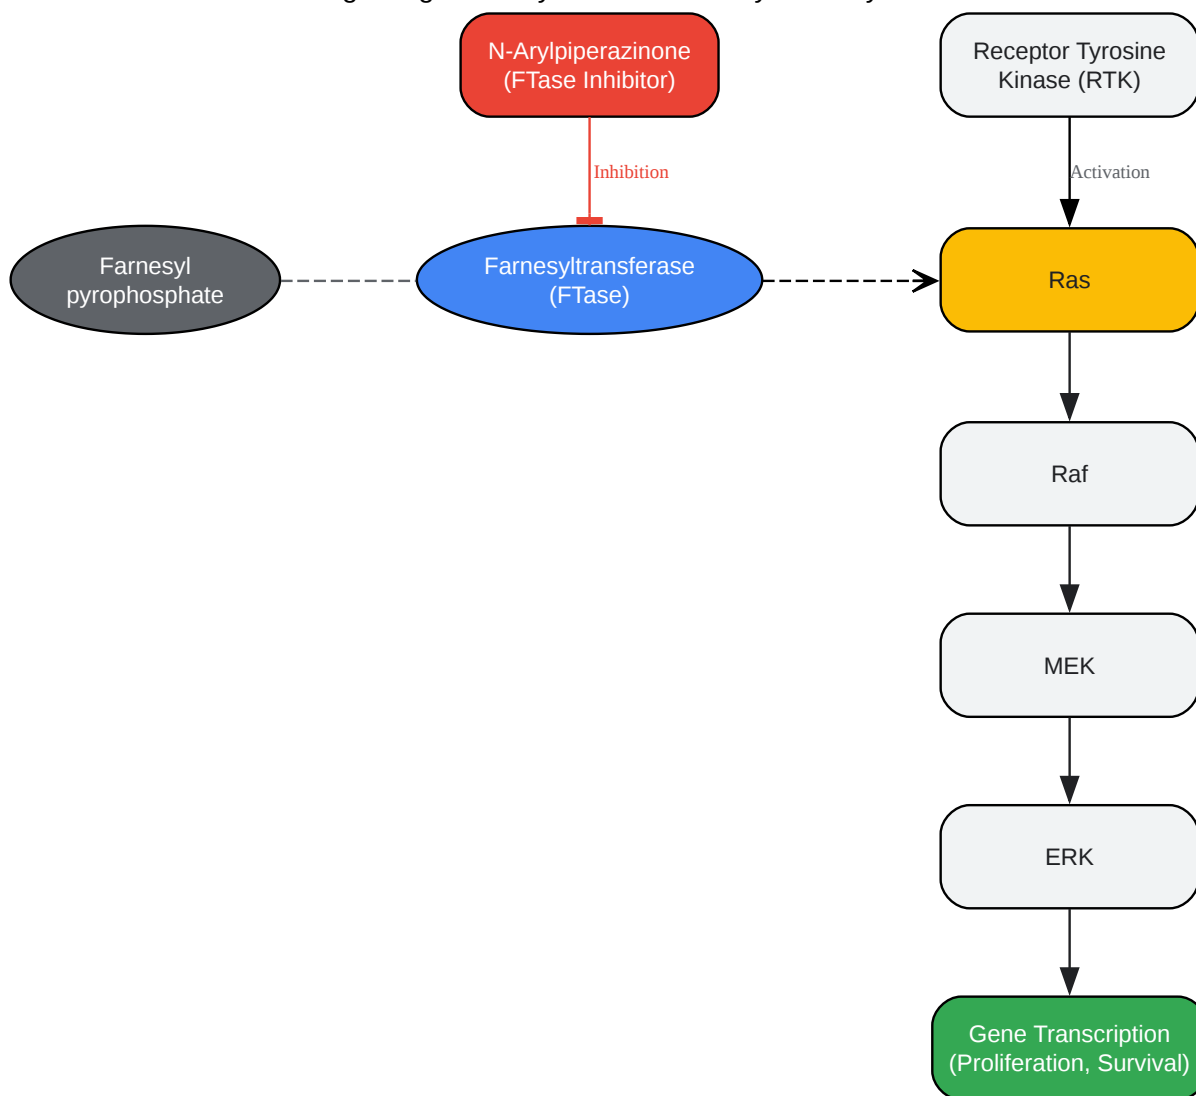 N-Arylpiperazinone
(FTase Inhibitor)
Receptor Tyrosine
Kinase (RTK)
Inhibition
Activation
Farnesyl
pyrophosphate
Farnesyltransferase
(FTase)
Ras
Raf
MEK
ERK
Gene Transcription
(Proliferation, Survival)